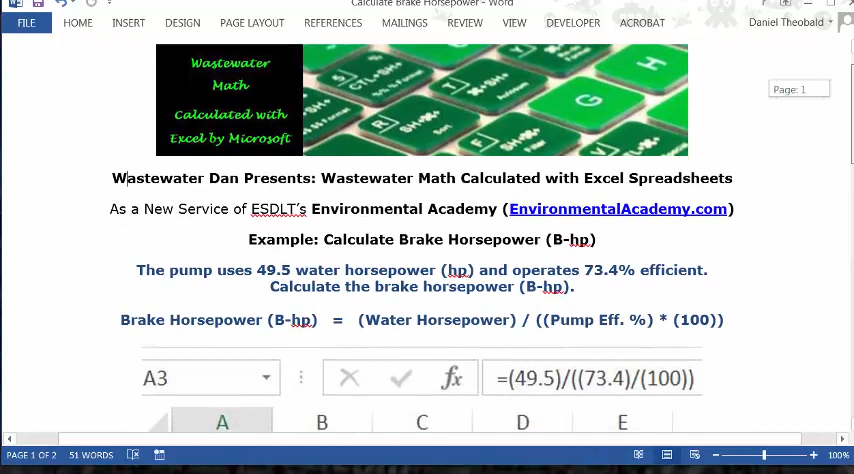 Calculate Brake Horsepower - Word
FILE HOME INSERT DESIGN PAGE LAYOUT REFERENCES MAILINGS REVIEW VIEW DEVELOPER ACROBAT Daniel Theobald
Page: 1
Wastewater
Math
Calculated with
Excel by Microsoft
G
H
T
R
F
Wastewater Dan Presents: Wastewater Math Calculated with Excel Spreadsheets
As a New Service of ESDLT's Environmental Academy (EnvironmentalAcademy.com)
Example: Calculate Brake Horsepower (B-hp)
The pump uses 49.5 water horsepower (hp) and operates 73.4% efficient.
Calculate the brake horsepower (B-hp).
Brake Horsepower (B-hp) = (Water Horsepower) / ((Pump Eff. %) * (100))
A3 fx =(49.5)/((73.4)/(100))
A B C D E
PAGE 1 OF 2 51 WORDS 100%